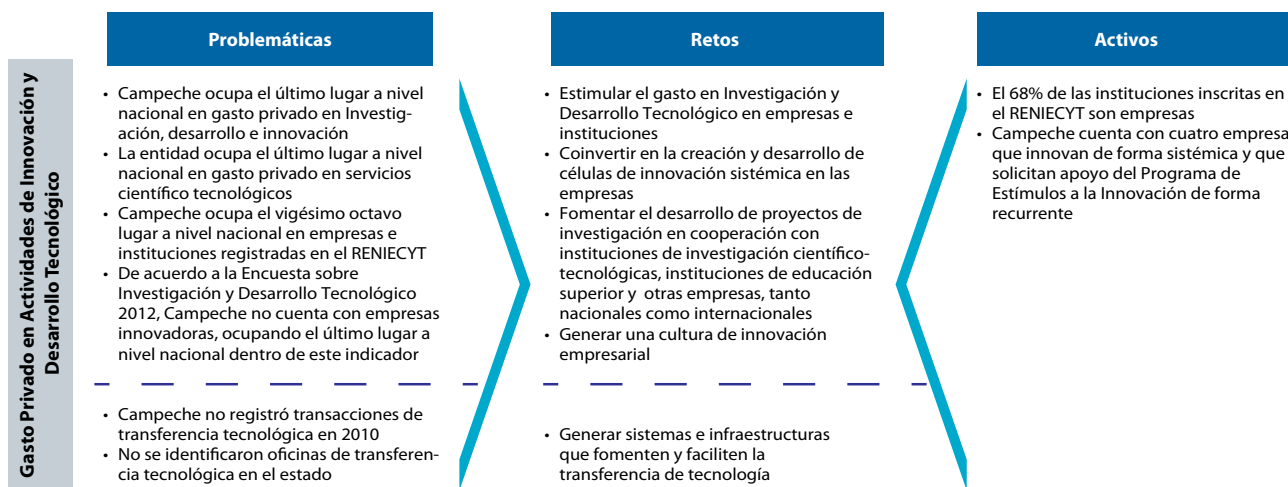 Gasto Privado en Actividades de Innovación y
Desarrollo Tecnológico
Problemáticas
• Campeche ocupa el último lugar a nivel
nacional en gasto privado en Investig-
ación, desarrollo e innovación
• La entidad ocupa el último lugar a nivel
nacional en gasto privado en servicios
científico tecnológicos
• Campeche ocupa el vigésimo octavo
lugar a nivel nacional en empresas e
instituciones registradas en el RENIECYT
• De acuerdo a la Encuesta sobre
Investigación y Desarrollo Tecnológico
2012, Campeche no cuenta con empresas
innovadoras, ocupando el último lugar a
nivel nacional dentro de este indicador
• Campeche no registró transacciones de
transferencia tecnológica en 2010
• No se identificaron oficinas de transferen-
cia tecnológica en el estado
Retos
• Estimular el gasto en Investigación y
Desarrollo Tecnológico en empresas e
instituciones
• Coinvertir en la creación y desarrollo de
células de innovación sistémica en las
empresas
• Fomentar el desarrollo de proyectos de
investigación en cooperación con
instituciones de investigación científico-
tecnológicas, instituciones de educación
superior y otras empresas, tanto
nacionales como internacionales
• Generar una cultura de innovación
empresarial
• Generar sistemas e infraestructuras
que fomenten y faciliten la
transferencia de tecnología
Activos
• El 68% de las instituciones inscritas en
el RENIECYT son empresas
• Campeche cuenta con cuatro empresa
que innovan de forma sistémica y que
solicitan apoyo del Programa de
Estímulos a la Innovación de forma
recurrente